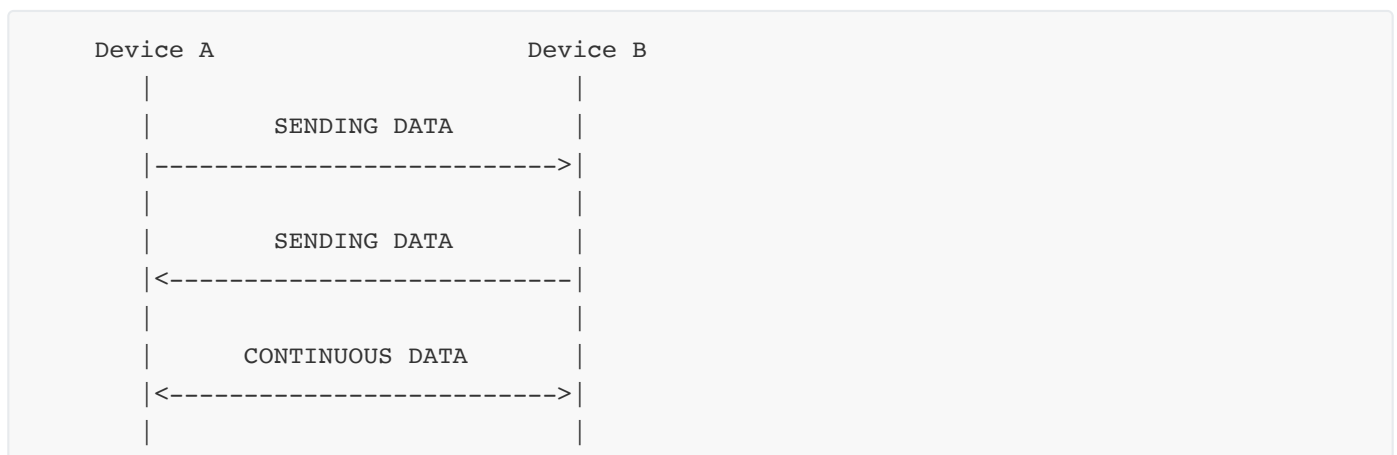 Device A Device B
SENDING DATA
SENDING DATA
CONTINUOUS DATA